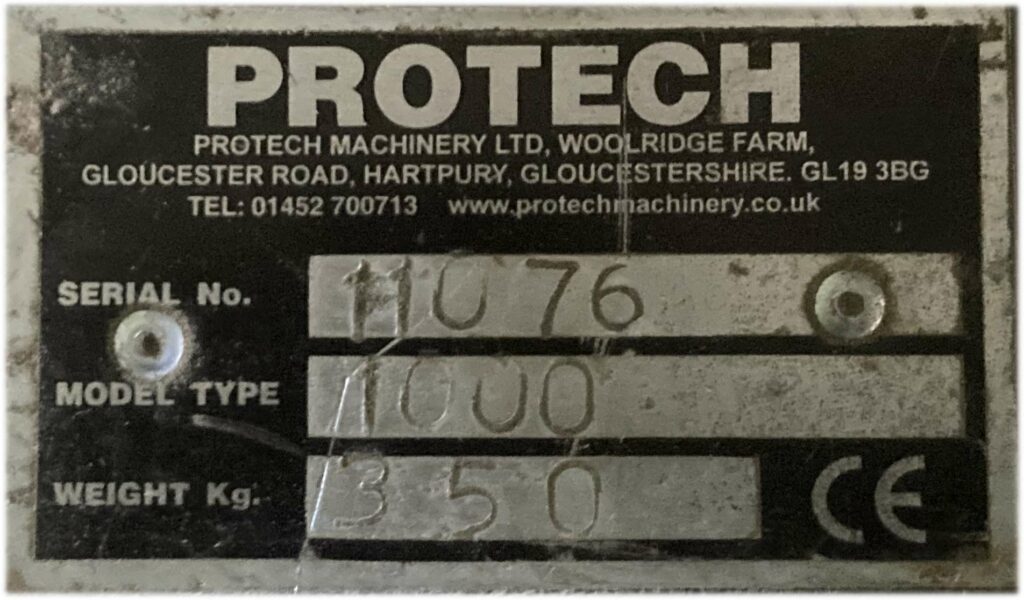 PROTECH
PROTECH MACHINERY LTD, WOOLRIDGE FARM,
GLOUCESTER ROAD, HARTPURY, GLOUCESTERSHIRE. GL19 3BG
TEL: 01452 700713 www.protechmachinery.co.uk
SERIAL No. 11076
MODEL TYPE 1000
WEIGHT Kg. 350 CE